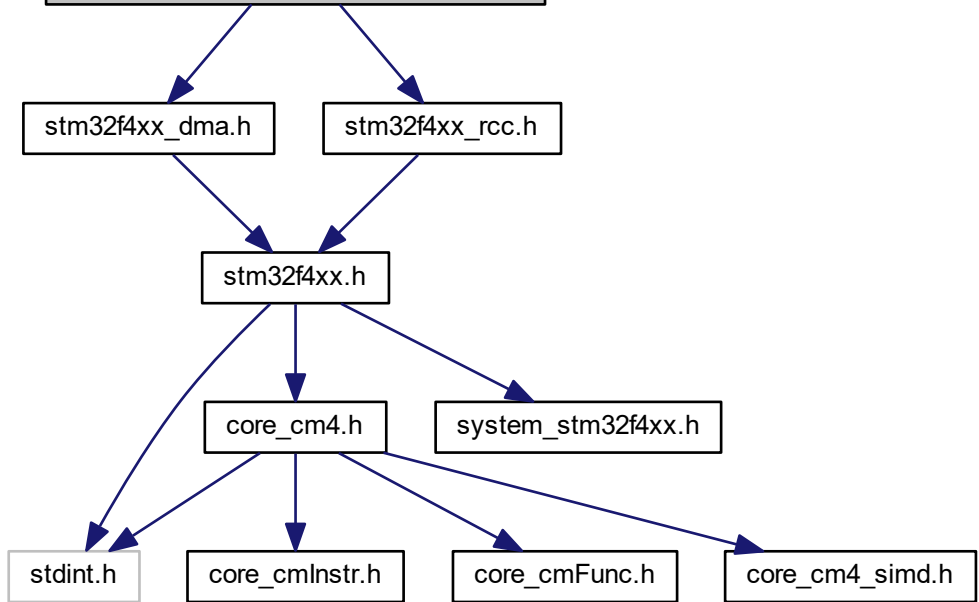 stm32f4xx_dma.h
stm32f4xx_rcc.h
stm32f4xx.h
core_cm4.h
system_stm32f4xx.h
stdint.h
core_cmInstr.h
core_cmFunc.h
core_cm4_simd.h